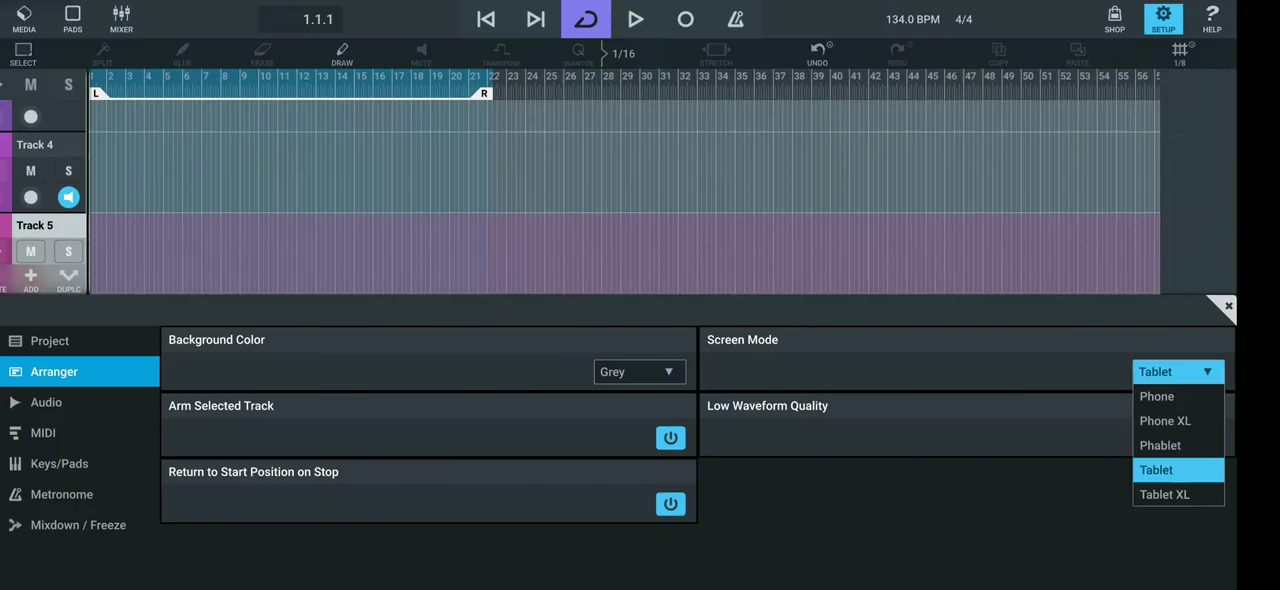 MEDIA PADS MIXER 1.1.1 134.0 BPM 4/4 SHOP SETUP HELP
SELECT SPLIT GLUE ERASE DRAW MUTE TRANSPOSE Q QUANTIZE 1/16 STRETCH UNDO REDO COPY PASTE 1/8
M S 1 2 3 4 5 6 7 8 9 10 11 12 13 14 15 16 17 18 19 20 21 22 23 24 25 26 27 28 29 30 31 32 33 34 35 36 37 38 39 40 41 42 43 44 45 46 47 48 49 50 51 52 53 54 55 56
L R
Track 4
M S
Track 5
M S
ADD DUPLC
Project
Arranger
Audio
MIDI
Keys/Pads
Metronome
Mixdown / Freeze
Background Color
Grey
Arm Selected Track
Return to Start Position on Stop
Screen Mode
Tablet
Low Waveform Quality
Phone
Phone XL
Phablet
Tablet
Tablet XL